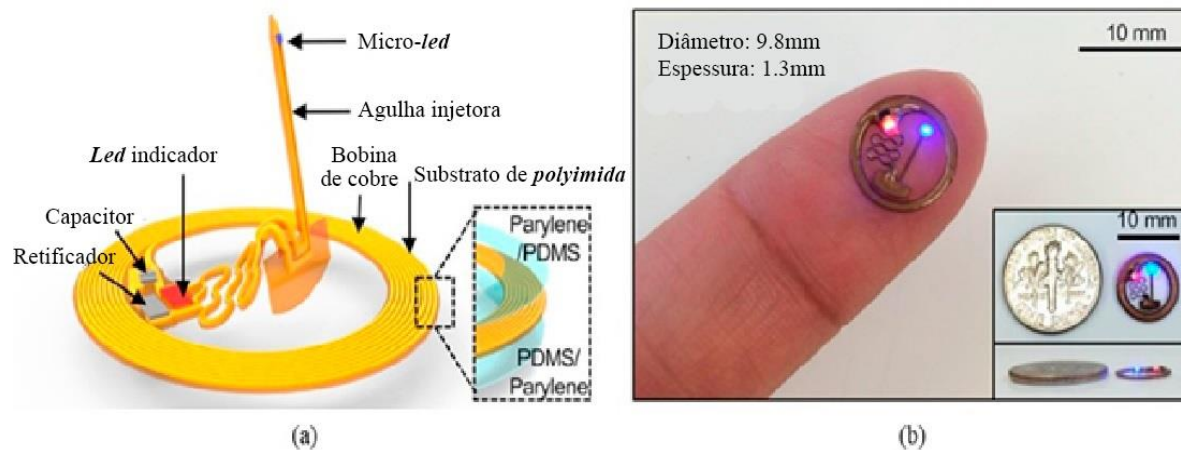 Micro-led
Agulha injetora
Led indicador
Bobina
de cobre
Substrato de polyimida
Capacitor
Retificador
Parylene
/PDMS
PDMS/
Parylene
(a)
Diâmetro: 9.8mm
Espessura: 1.3mm
10 mm
10 mm
(b)